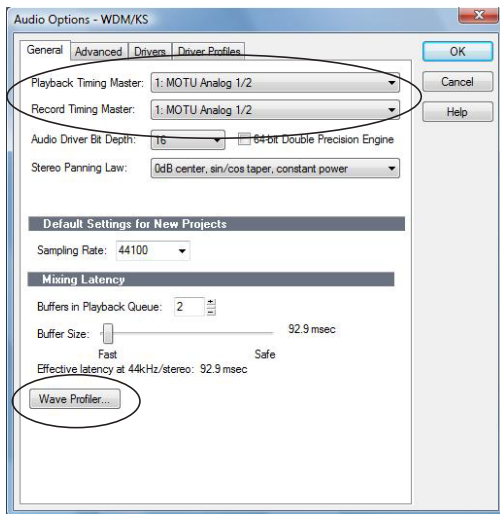 Audio Options - WDM/KS
General Advanced Drivers Driver Profiles
OK
Playback Timing Master: 1: MOTU Analog 1/2
Cancel
Record Timing Master: 1: MOTU Analog 1/2
Help
Audio Driver Bit Depth: 16 64-bit Double Precision Engine
Stereo Panning Law: 0dB center, sin/cos taper, constant power
Default Settings for New Projects
Sampling Rate: 44100
Mixing Latency
Buffers in Playback Queue: 2
Buffer Size: 92.9 msec
Fast Safe
Effective latency at 44kHz/stereo: 92.9 msec
Wave Profiler...